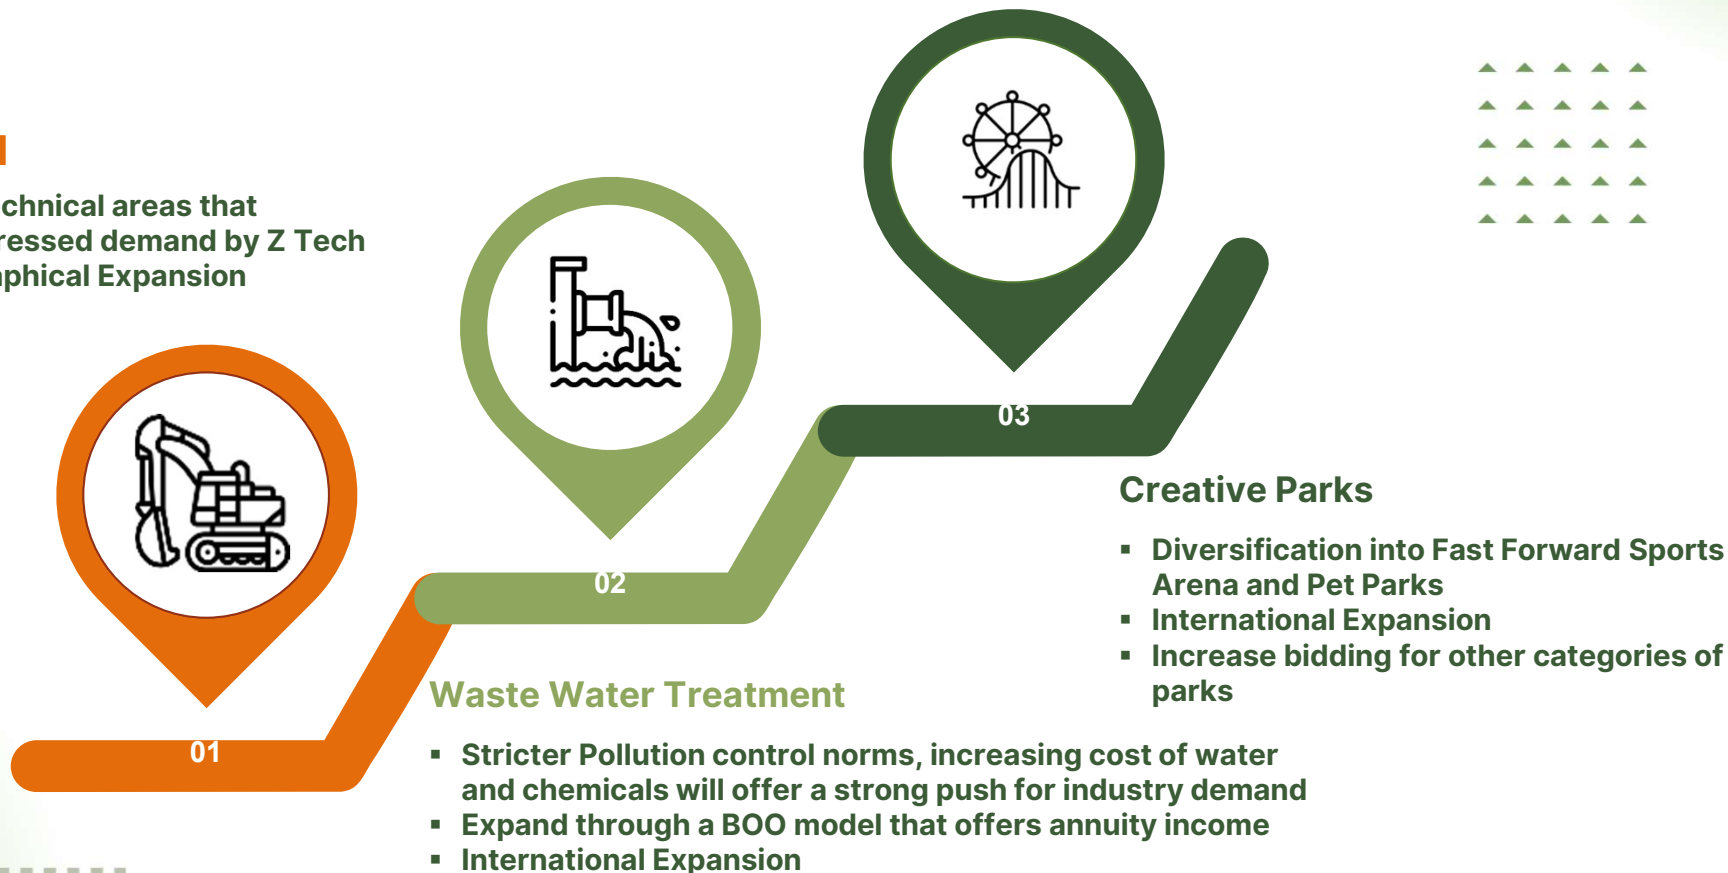 technical areas that
demand by Z Tech
Expansion
01
02
03
Waste Water Treatment
▪ Stricter Pollution control norms, increasing cost of water
and chemicals will offer a strong push for industry demand
▪ Expand through a BOO model that offers annuity income
▪ International Expansion
Creative Parks
▪ Diversification into Fast Forward Sports
Arena and Pet Parks
▪ International Expansion
▪ Increase bidding for other categories of
parks